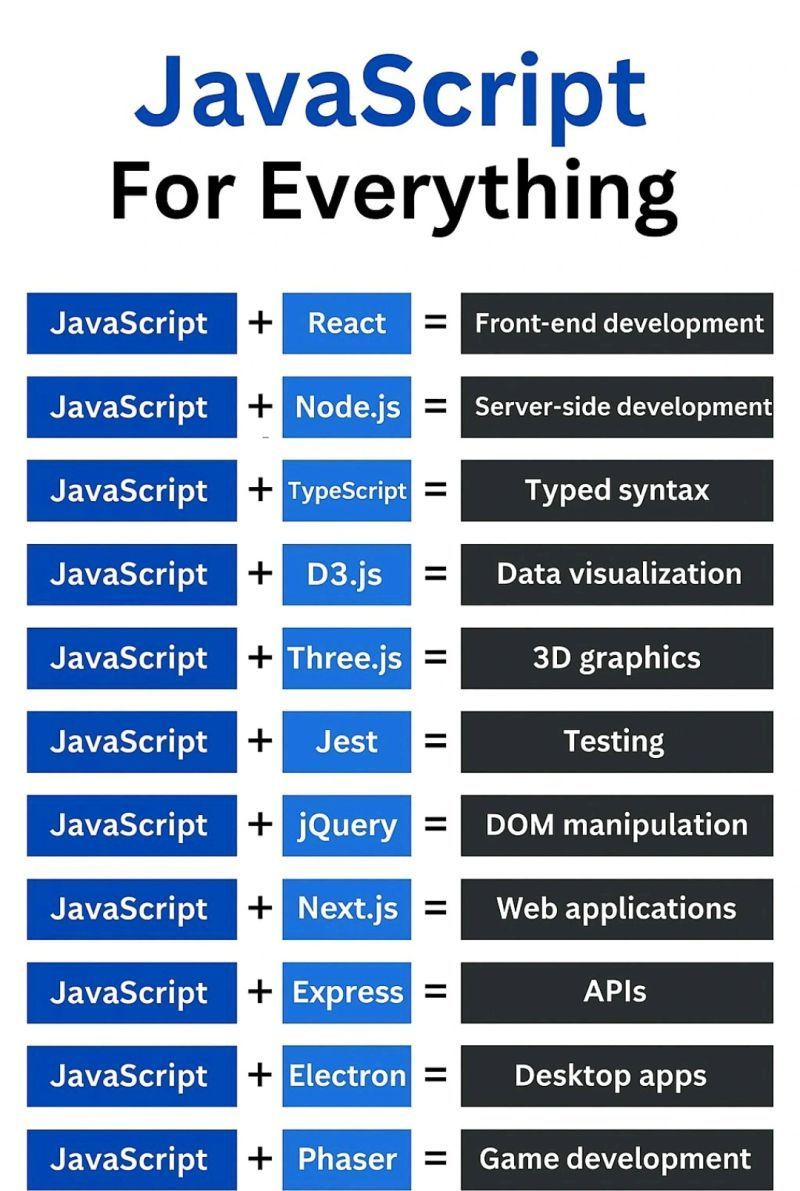 JavaScript
For Everything
JavaScript + React = Front-end development
JavaScript + Node.js = Server-side development
JavaScript + TypeScript = Typed syntax
JavaScript + D3.js = Data visualization
JavaScript + Three.js = 3D graphics
JavaScript + Jest = Testing
JavaScript + jQuery = DOM manipulation
JavaScript + Next.js = Web applications
JavaScript + Express = APIs
JavaScript + Electron = Desktop apps
JavaScript + Phaser = Game development